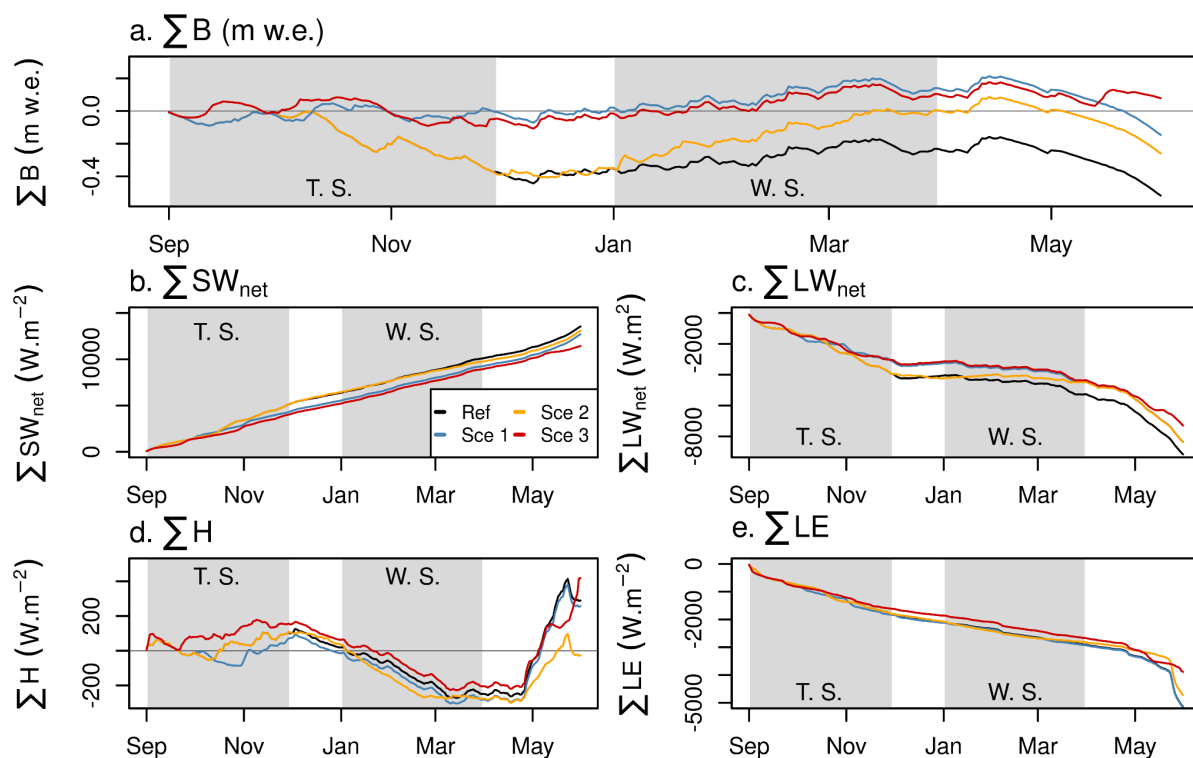 a. ∑ B (m w.e.)
∑ B (m w.e.)
0.0
-0.4
T. S.
W. S.
Sep
Nov
Jan
Mar
May
b. ∑ SWnet
∑ SWnet (W.m−2)
10000
0
T. S.
W. S.
Ref
Sce 1
Sce 2
Sce 3
Sep
Nov
Jan
Mar
May
c. ∑ LWnet
∑ LWnet (W.m2)
-2000
-8000
T. S.
W. S.
Sep
Nov
Jan
Mar
May
d. ∑ H
∑ H (W.m−2)
200
-200
T. S.
W. S.
Sep
Nov
Jan
Mar
May
e. ∑ LE
∑ LE (W.m−2)
0
-2000
-5000
T. S.
W. S.
Sep
Nov
Jan
Mar
May